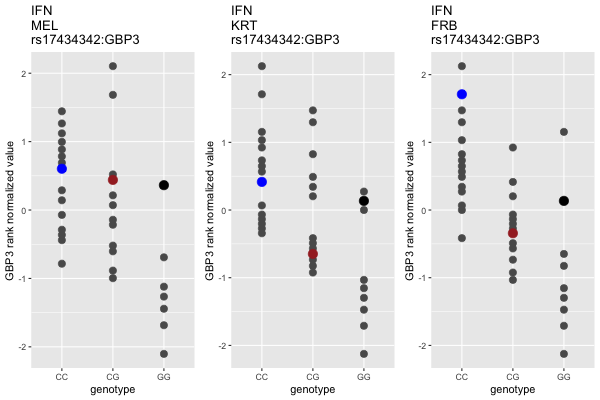 IFN
MEL
rs17434342:GBP3
GBP3 rank normalized value
2
1
0
-1
-2
CC
CG
GG
genotype
IFN
KRT
rs17434342:GBP3
GBP3 rank normalized value
2
1
0
-1
-2
CC
CG
GG
genotype
IFN
FRB
rs17434342:GBP3
GBP3 rank normalized value
2
1
0
-1
-2
CC
CG
GG
genotype